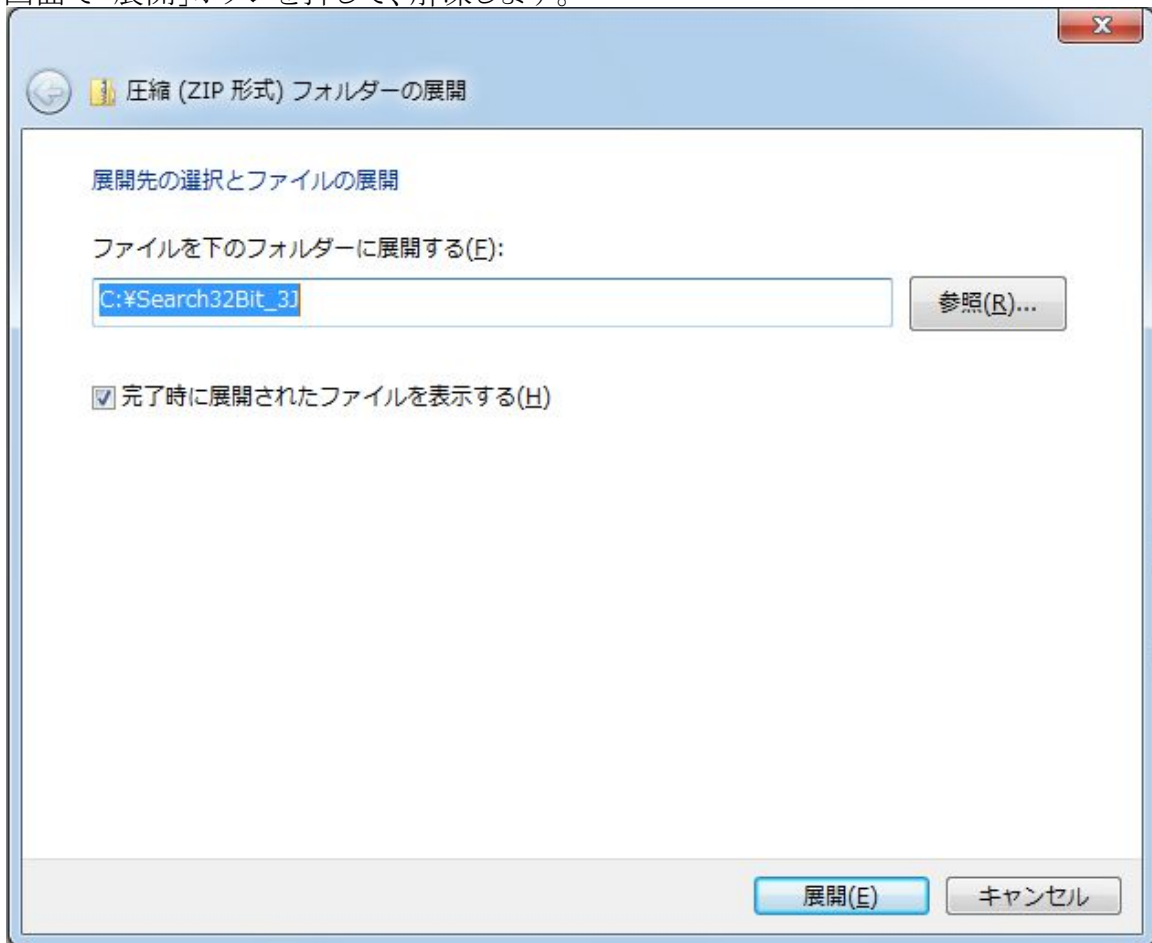 圧縮 (ZIP 形式) フォルダーの展開
展開先の選択とファイルの展開
ファイルを下のフォルダーに展開する(F):
C:¥Search32Bit_3J
参照(R)...
完了時に展開されたファイルを表示する(H)
展開(E)
キャンセル